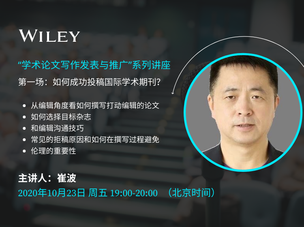 WILEY
“学术论文写作发表与推广”系列讲座
第一场：如何成功投稿国际学术期刊？
从编辑角度看如何撰写打动编辑的论文
如何选择目标杂志
和编辑沟通技巧
常见的拒稿原因和如何在撰写过程避免
伦理的重要性
主讲人：崔波
2020年10月23日 周五 19:00-20:00 （北京时间）